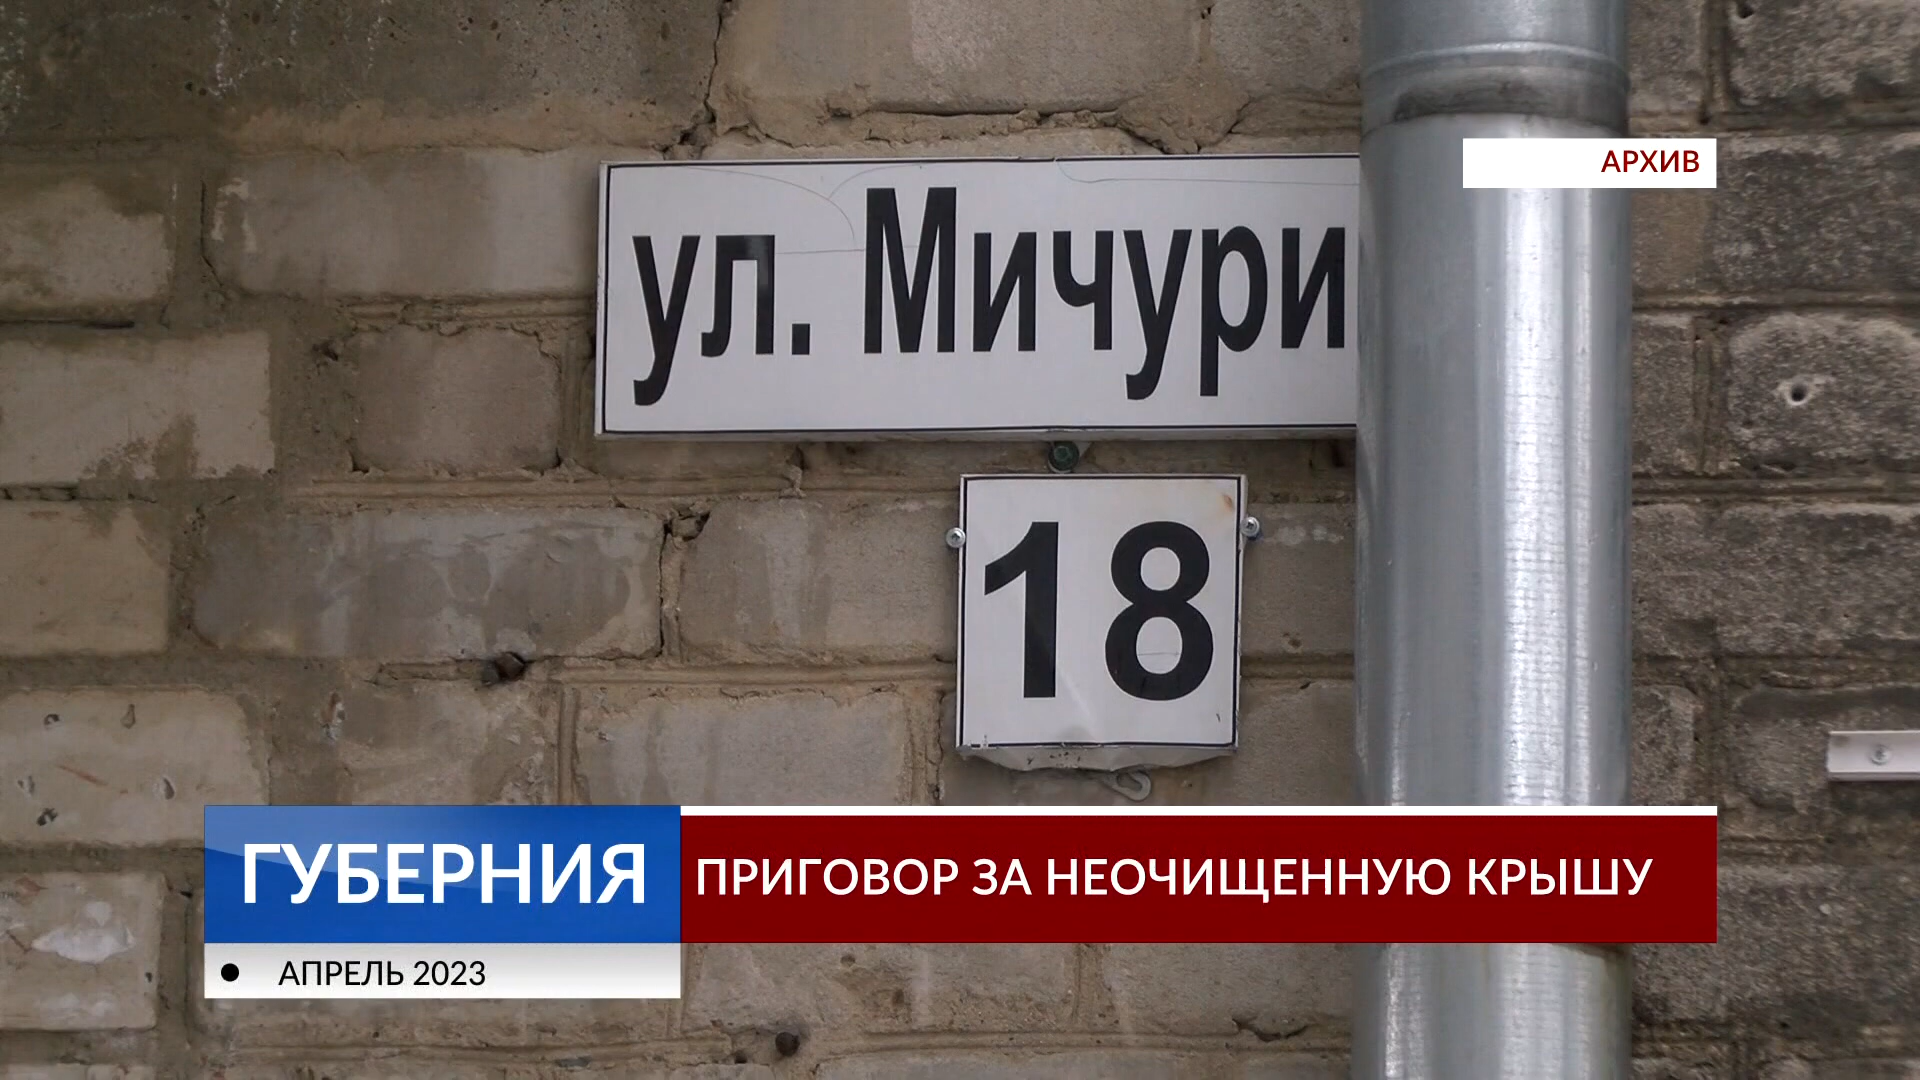 АРХИВ
ул. Мичури
18
ГУБЕРНИЯ
ПРИГОВОР ЗА НЕОЧИЩЕННУЮ КРЫШУ
АПРЕЛЬ 2023